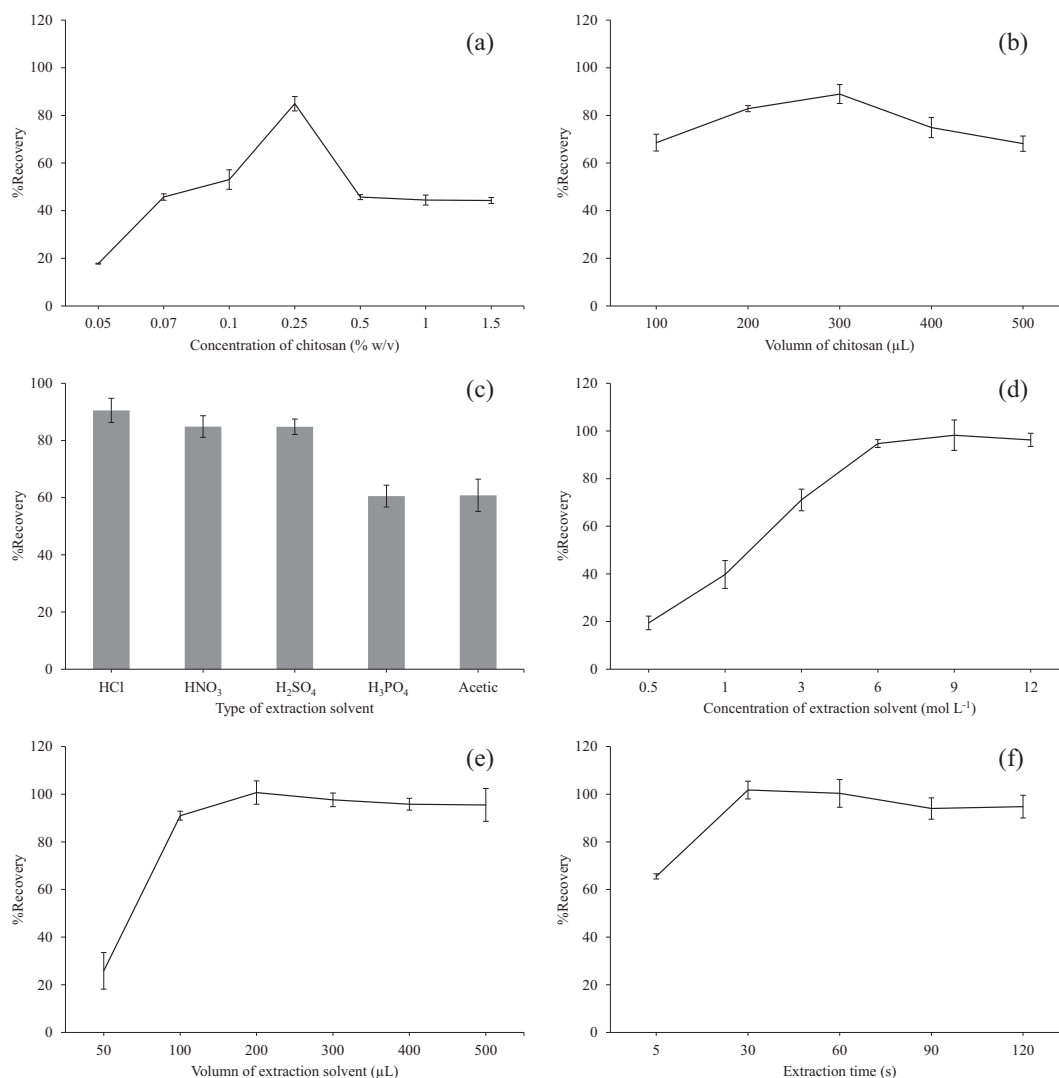 (a)
120
100
80
60
40
20
0
%Recovery
0.05 0.07 0.1 0.25 0.5 1 1.5
Concentration of chitosan (% w/v)
(b)
120
100
80
60
40
20
0
%Recovery
100 200 300 400 500
Volumn of chitosan (µL)
(c)
100
80
60
40
20
0
%Recovery
HCl HNO₃ H₂SO₄ H₃PO₄ Acetic
Type of extraction solvent
(d)
120
100
80
60
40
20
0
%Recovery
0.5 1 3 6 9 12
Concentration of extraction solvent (mol L⁻¹)
(e)
120
100
80
60
40
20
0
%Recovery
50 100 200 300 400 500
Volumn of extraction solvent (µL)
(f)
120
100
80
60
40
20
0
%Recovery
5 30 60 90 120
Extraction time (s)